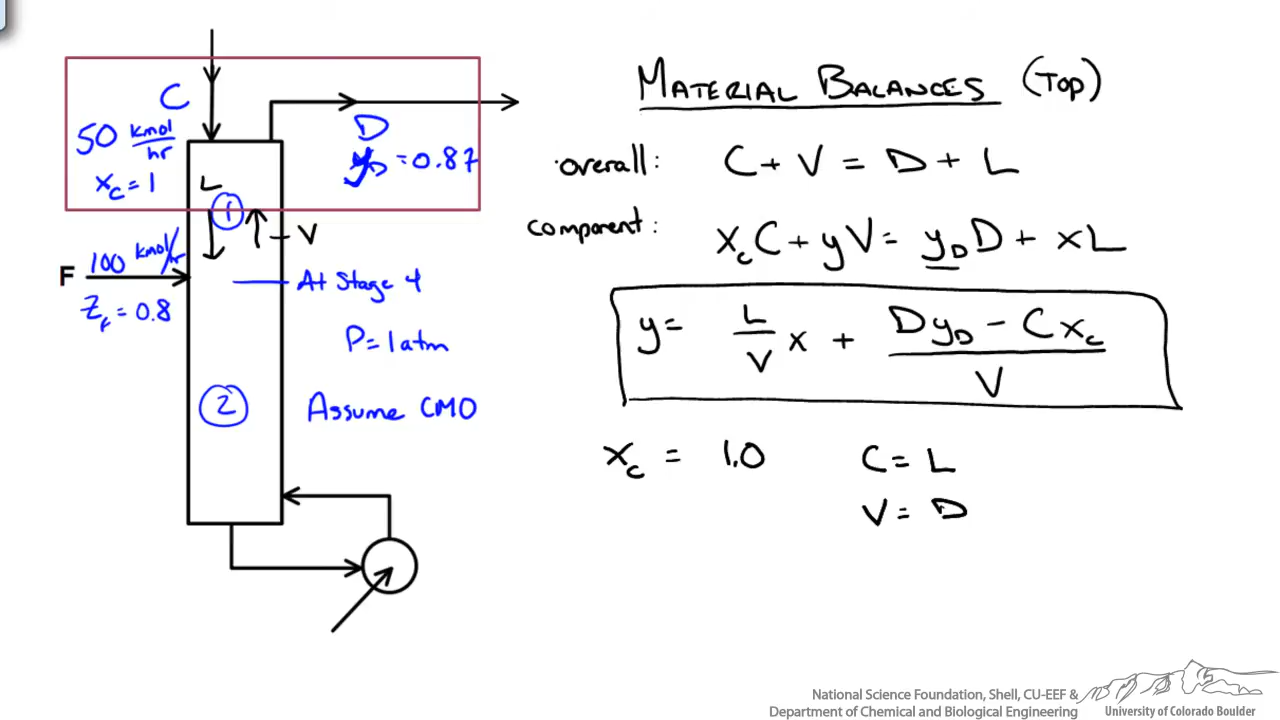 C
50 kmol/hr
x_C = 1
D
y_D = 0.87
L
①
V
F
100 kmol/hr
z_F = 0.8
At Stage 4
P = 1 atm
②
Assume CMO
MATERIAL BALANCES (TOP)
overall: C + V = D + L
component: x_C C + y V = y_D D + x L
y = L/V x + (D y_D - C x_C)/V
x_C = 1.0
C = L
V = D
National Science Foundation, Shell, CU-EEF &
Department of Chemical and Biological Engineering
University of Colorado Boulder